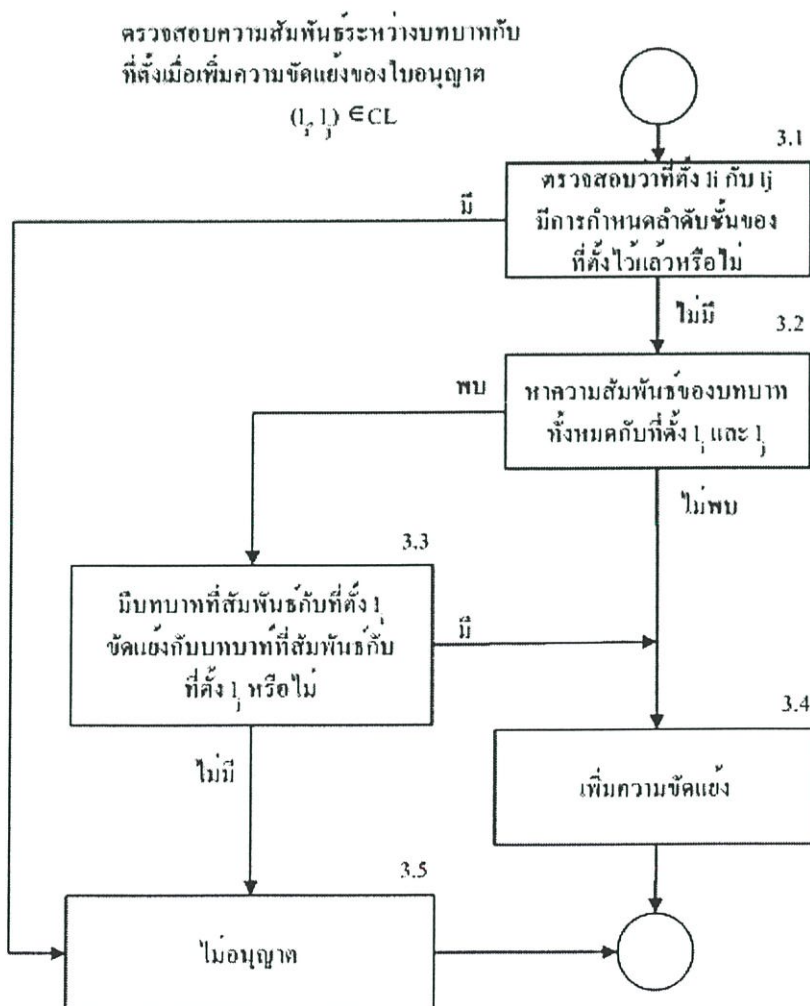 ตรวจสอบความสัมพันธ์ระหว่างบทบาทกับ
ที่ตั้งเมื่อเพิ่มความขัดแย้งของใบอนุญาต
(l_i, l_j) ∈CL
3.1
ตรวจสอบว่าที่ตั้ง li กับ lj
มีการกำหนดลำดับชั้นของ
ที่ตั้งไว้แล้วหรือไม่
มี
ไม่มี
3.2
หาความสัมพันธ์ของบทบาท
ทั้งหมดกับที่ตั้ง l_i และ l_j
พบ
ไม่พบ
3.3
มีบทบาทที่สัมพันธ์กับที่ตั้ง l_i
ขัดแย้งกับบทบาท์ที่สัมพันธ์กับ
ที่ตั้ง l_j หรือไม่
มี
ไม่มี
3.4
เพิ่มความขัดแย้ง
3.5
ไม่อนุญาต